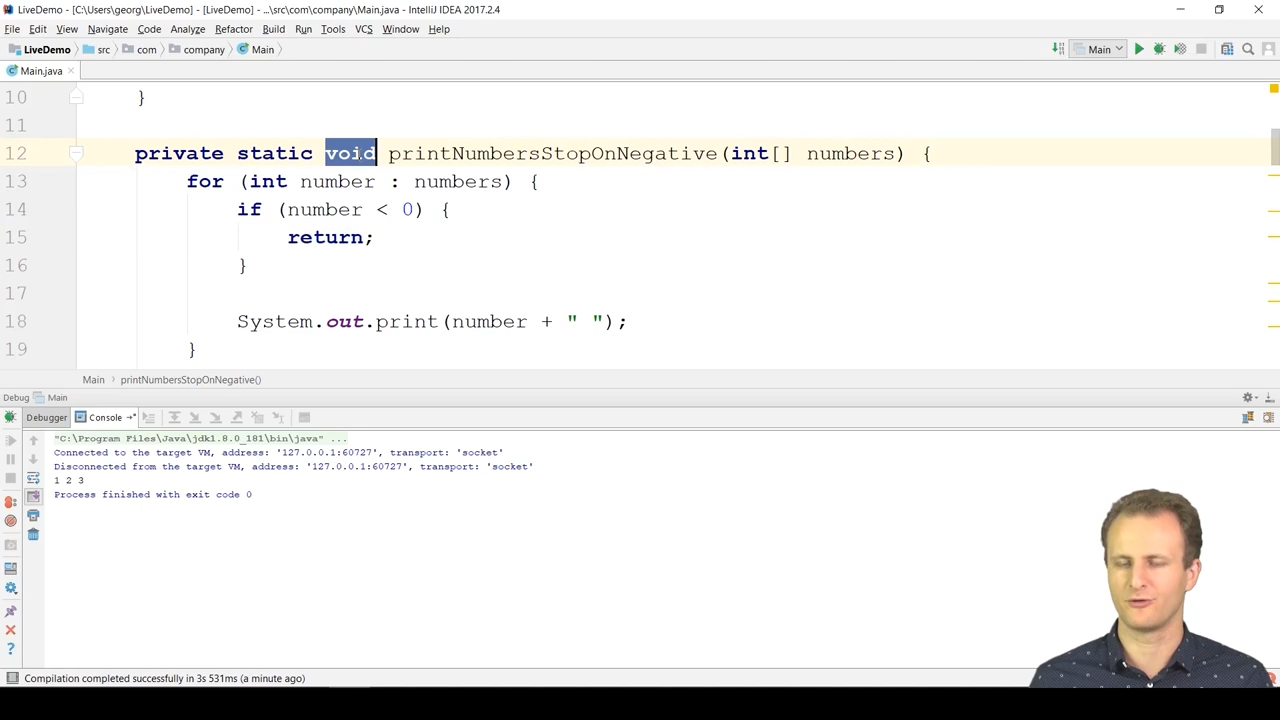 LiveDemo - [C:\Users\georg\LiveDemo] - [LiveDemo] - ...\src\com\company\Main.java - IntelliJ IDEA 2017.2.4
File Edit View Navigate Code Analyze Refactor Build Run Tools VCS Window Help
LiveDemo src com company Main Main
Main.java
10 }
11
12 private static void printNumbersStopOnNegative(int[] numbers) {
13 for (int number : numbers) {
14 if (number < 0) {
15 return;
16 }
17
18 System.out.print(number + " ");
19 }
Main printNumbersStopOnNegative()
Debug Main
Debugger Console
"C:\Program Files\Java\jdk1.8.0_181\bin\java" ...
Connected to the target VM, address: '127.0.0.1:60727', transport: 'socket'
Disconnected from the target VM, address: '127.0.0.1:60727', transport: 'socket'
1 2 3
Process finished with exit code 0
Compilation completed successfully in 3s 531ms (a minute ago)